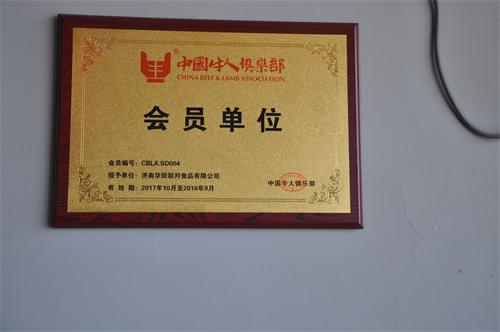 中國牛人俱樂部
CHINA BEEF & LAMB ASSOCIATION
会员单位
会员编号：CBLA.SD004
授予单位：济南华阳联邦食品有限公司
有 效 期：2017年10月至2018年9月
中国牛人俱乐部